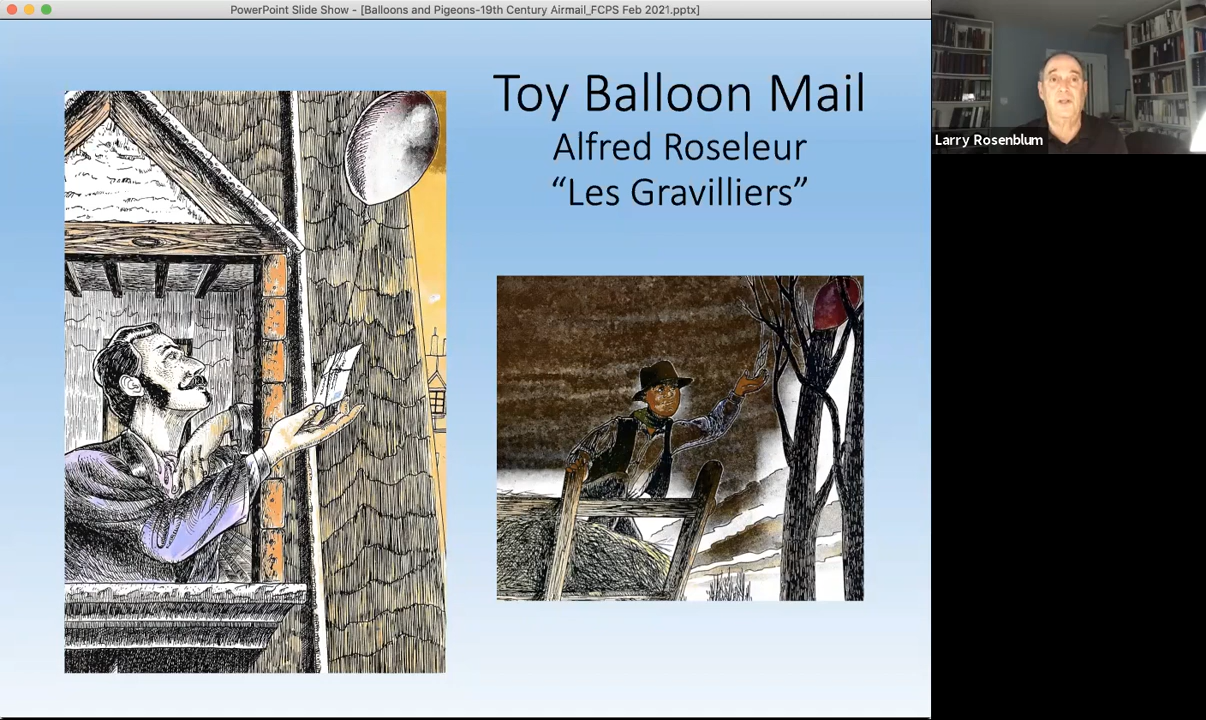 PowerPoint Slide Show - [Balloons and Pigeons-19th Century Airmail_FCPS Feb 2021.pptx]
Toy Balloon Mail
Alfred Roseleur
“Les Gravilliers”
Larry Rosenblum